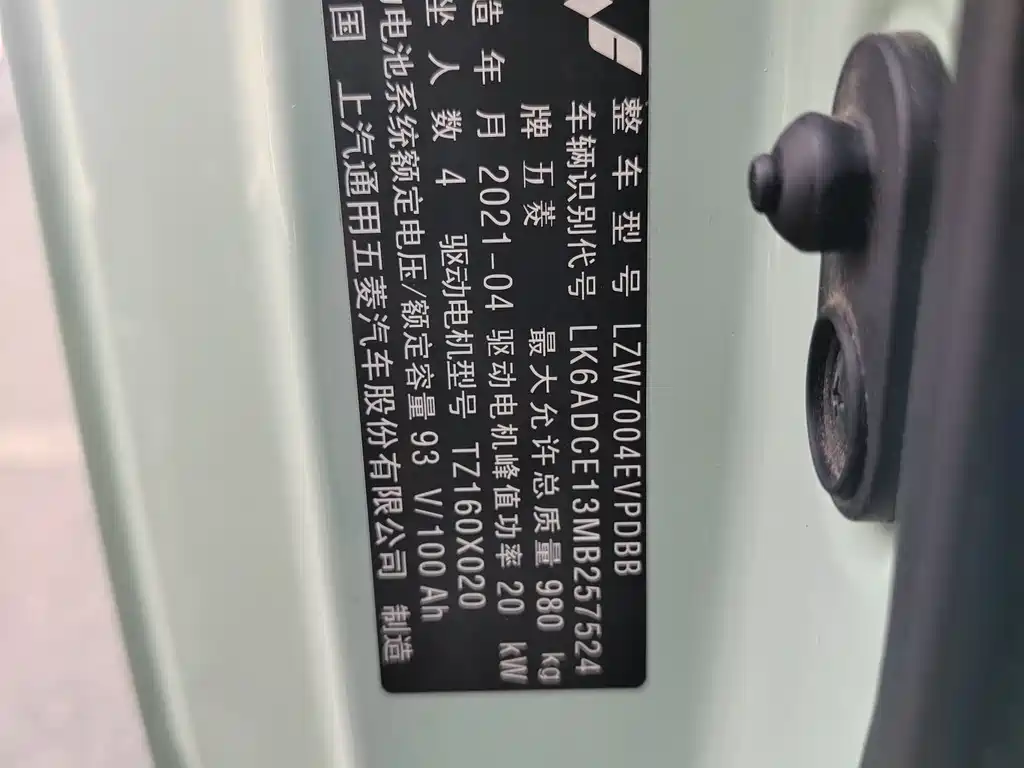 整车型号 LZW7004EVPDBB
车辆识别代号 LK6ADCE13MB257524
牌 五菱 最大允许总质量 980 kg
造年月 2021-04 驱动电机峰值功率 20 kW
坐人数 4 驱动电机型号 TZ160X020
电池系统额定电压/额定容量 93 V/100 Ah
国 上汽通用五菱汽车股份有限公司 制造